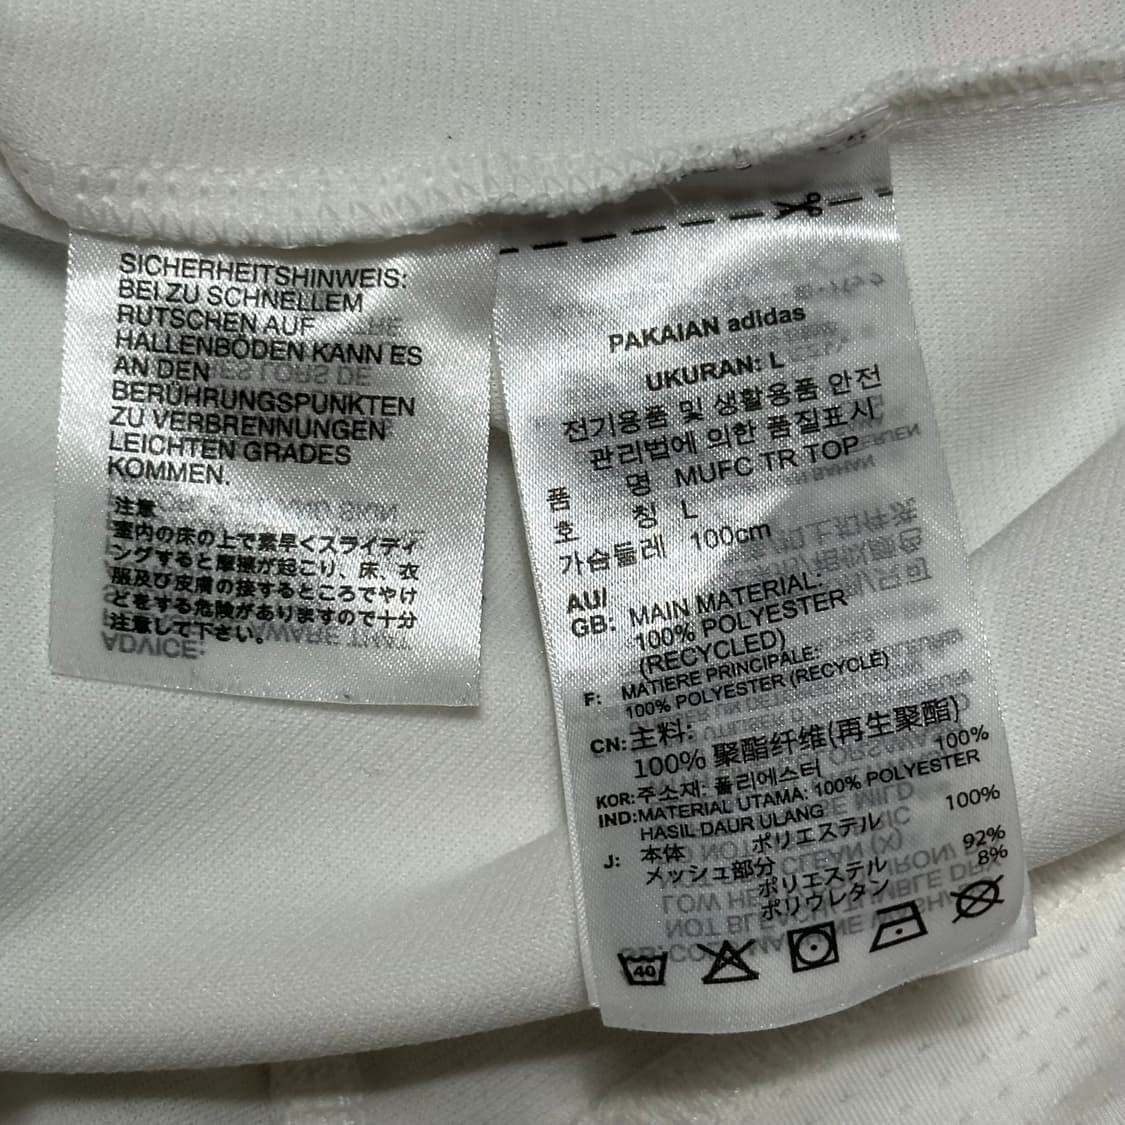 SICHERHEITSHINWEIS:
BEI ZU SCHNELLEM
RUTSCHEN AUF
HALLENBÖDEN KANN ES
AN DEN
BERÜHRUNGSPUNKTEN
ZU VERBRENNUNGEN
LEICHTEN GRADES
KOMMEN.
注意
室内の床の上で素早くスライディ
ングすると摩擦が起こり、床、衣
服及び皮膚の接するところでやけ
どをする危険がありますので十分
注意して下さい。
PAKAIAN adidas
UKURAN: L
전기용품 및 생활용품 안전
관리법에 의한 품질표시
품 명 MUFC TR TOP
호 칭 L
가슴둘레 100cm
AU/
GB: MAIN MATERIAL:
100% POLYESTER
(RECYCLED)
F: MATIERE PRINCIPALE:
100% POLYESTER (RECYCLÉ)
CN: 主料:
100% 聚酯纤维(再生聚酯)
KOR: 주소재: 폴리에스터 100%
IND: MATERIAL UTAMA: 100% POLYESTER
HASIL DAUR ULANG
J: 本体 ポリエステル 100%
メッシュ部分
ポリエステル 92%
ポリウレタン 8%
40